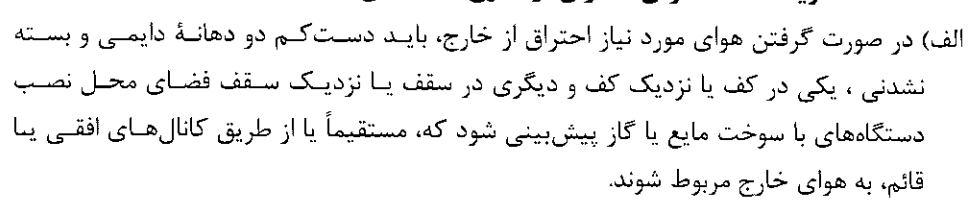 الف) در صورت گرفتن هوای مورد نیاز احتراق از خارج، باید دست‌کم دو دهانهٔ دایمی و بسته
نشدنی ، یکی در کف یا نزدیک کف و دیگری در سقف یا نزدیک سقف فضای محل نصب
دستگاه‌های با سوخت مایع یا گاز پیش‌بینی شود که، مستقیماً یا از طریق کانال‌های افقی یا
قائم، به هوای خارج مربوط شوند.